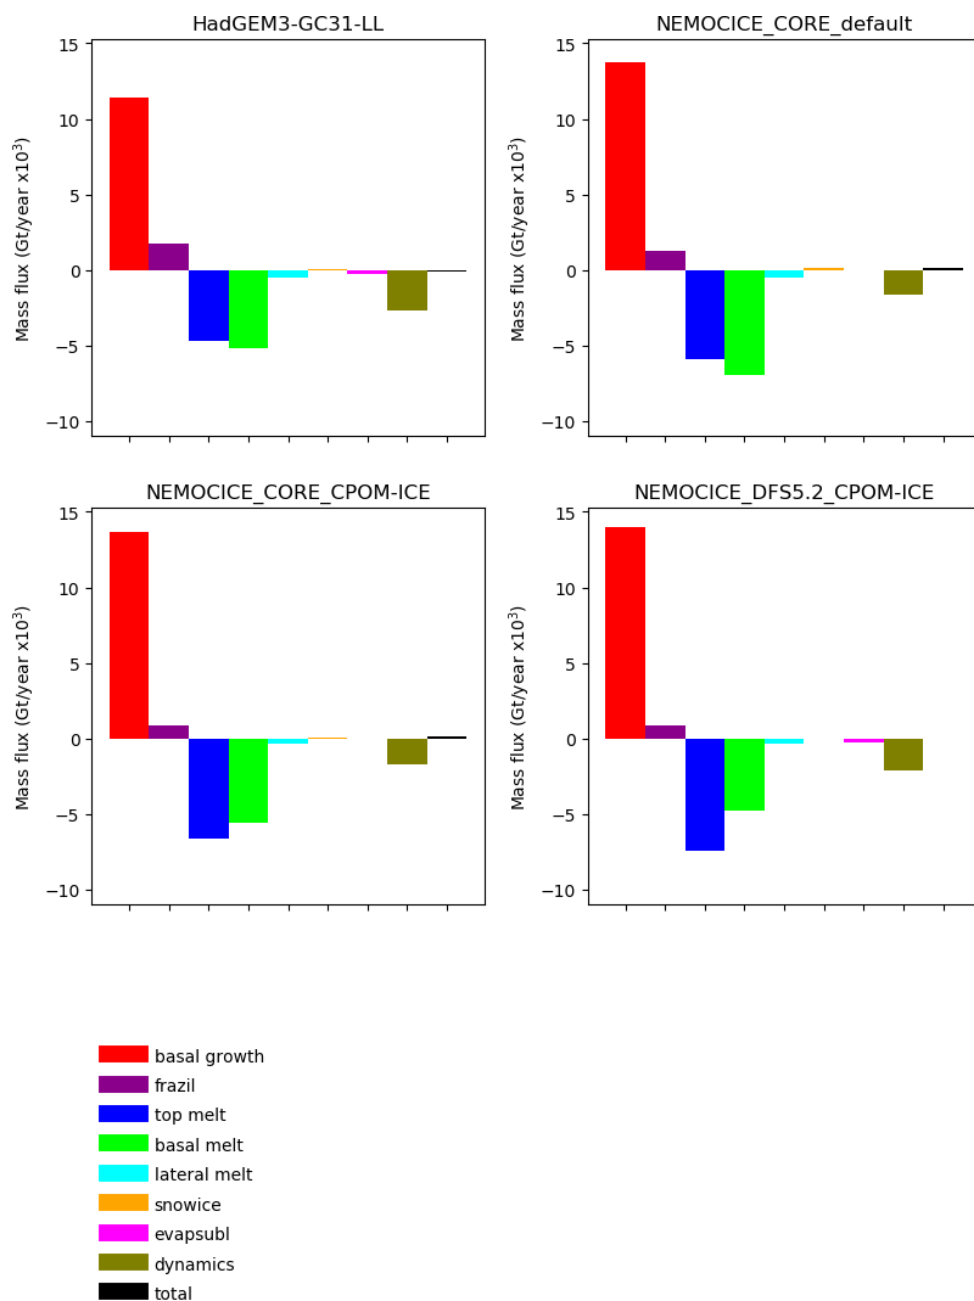 HadGEM3-GC31-LL
NEMOCICE_CORE_default
15
10
5
0
−5
−10
Mass flux (Gt/year x10³)
15
10
5
0
−5
−10
Mass flux (Gt/year x10³)
NEMOCICE_CORE_CPOM-ICE
NEMOCICE_DFS5.2_CPOM-ICE
15
10
5
0
−5
−10
Mass flux (Gt/year x10³)
15
10
5
0
−5
−10
Mass flux (Gt/year x10³)
basal growth
frazil
top melt
basal melt
lateral melt
snowice
evapsubl
dynamics
total